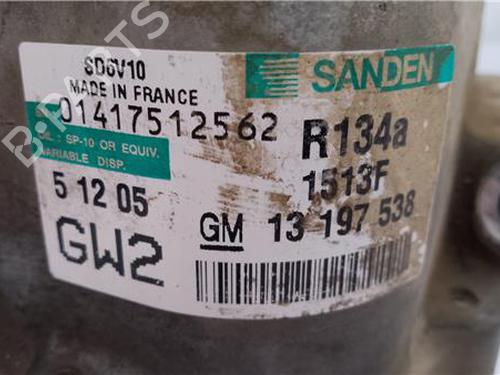 SD6V10
MADE IN FRANCE
SANDEN
01417512562
OIL : SP-10 OR EQUIV.
VARIABLE DISP.
R134a
1513F
5 12 05
GW2
GM 13 197 538
B-PARTS